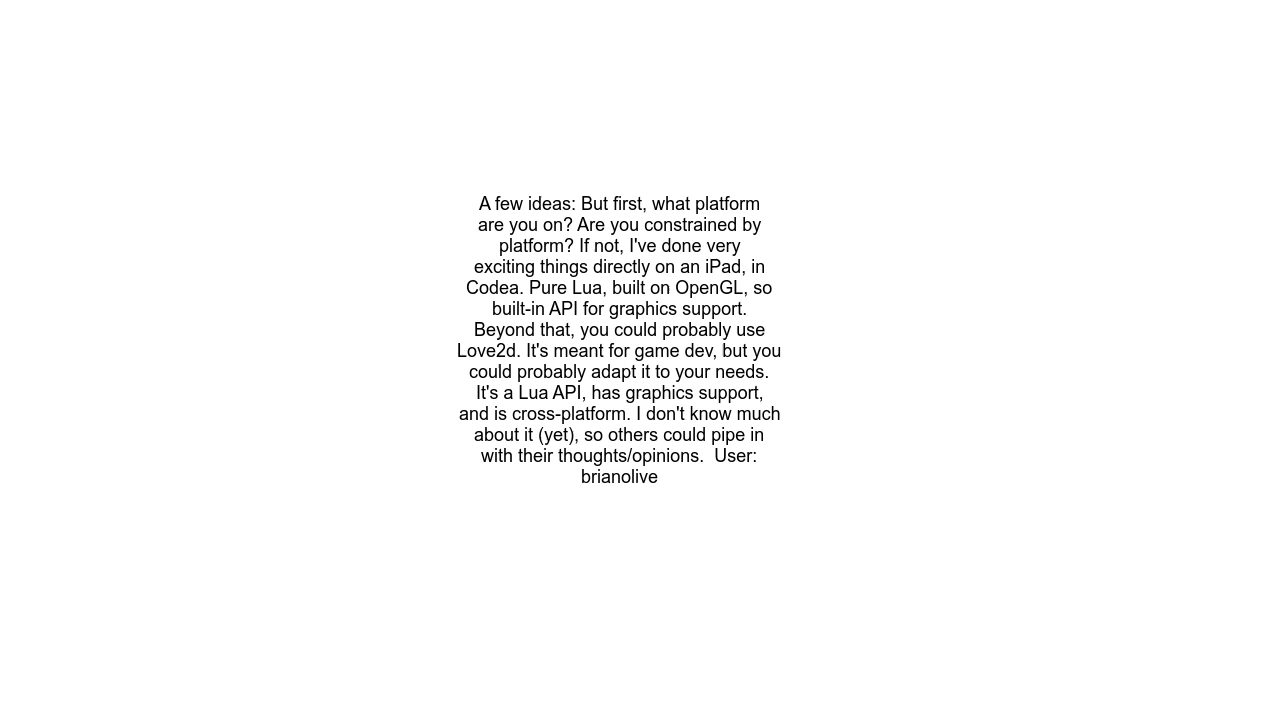 A few ideas: But first, what platform
are you on? Are you constrained by
platform? If not, I've done very
exciting things directly on an iPad, in
Codea. Pure Lua, built on OpenGL, so
built-in API for graphics support.
Beyond that, you could probably use
Love2d. It's meant for game dev, but you
could probably adapt it to your needs.
It's a Lua API, has graphics support,
and is cross-platform. I don't know much
about it (yet), so others could pipe in
with their thoughts/opinions.  User:
brianolive